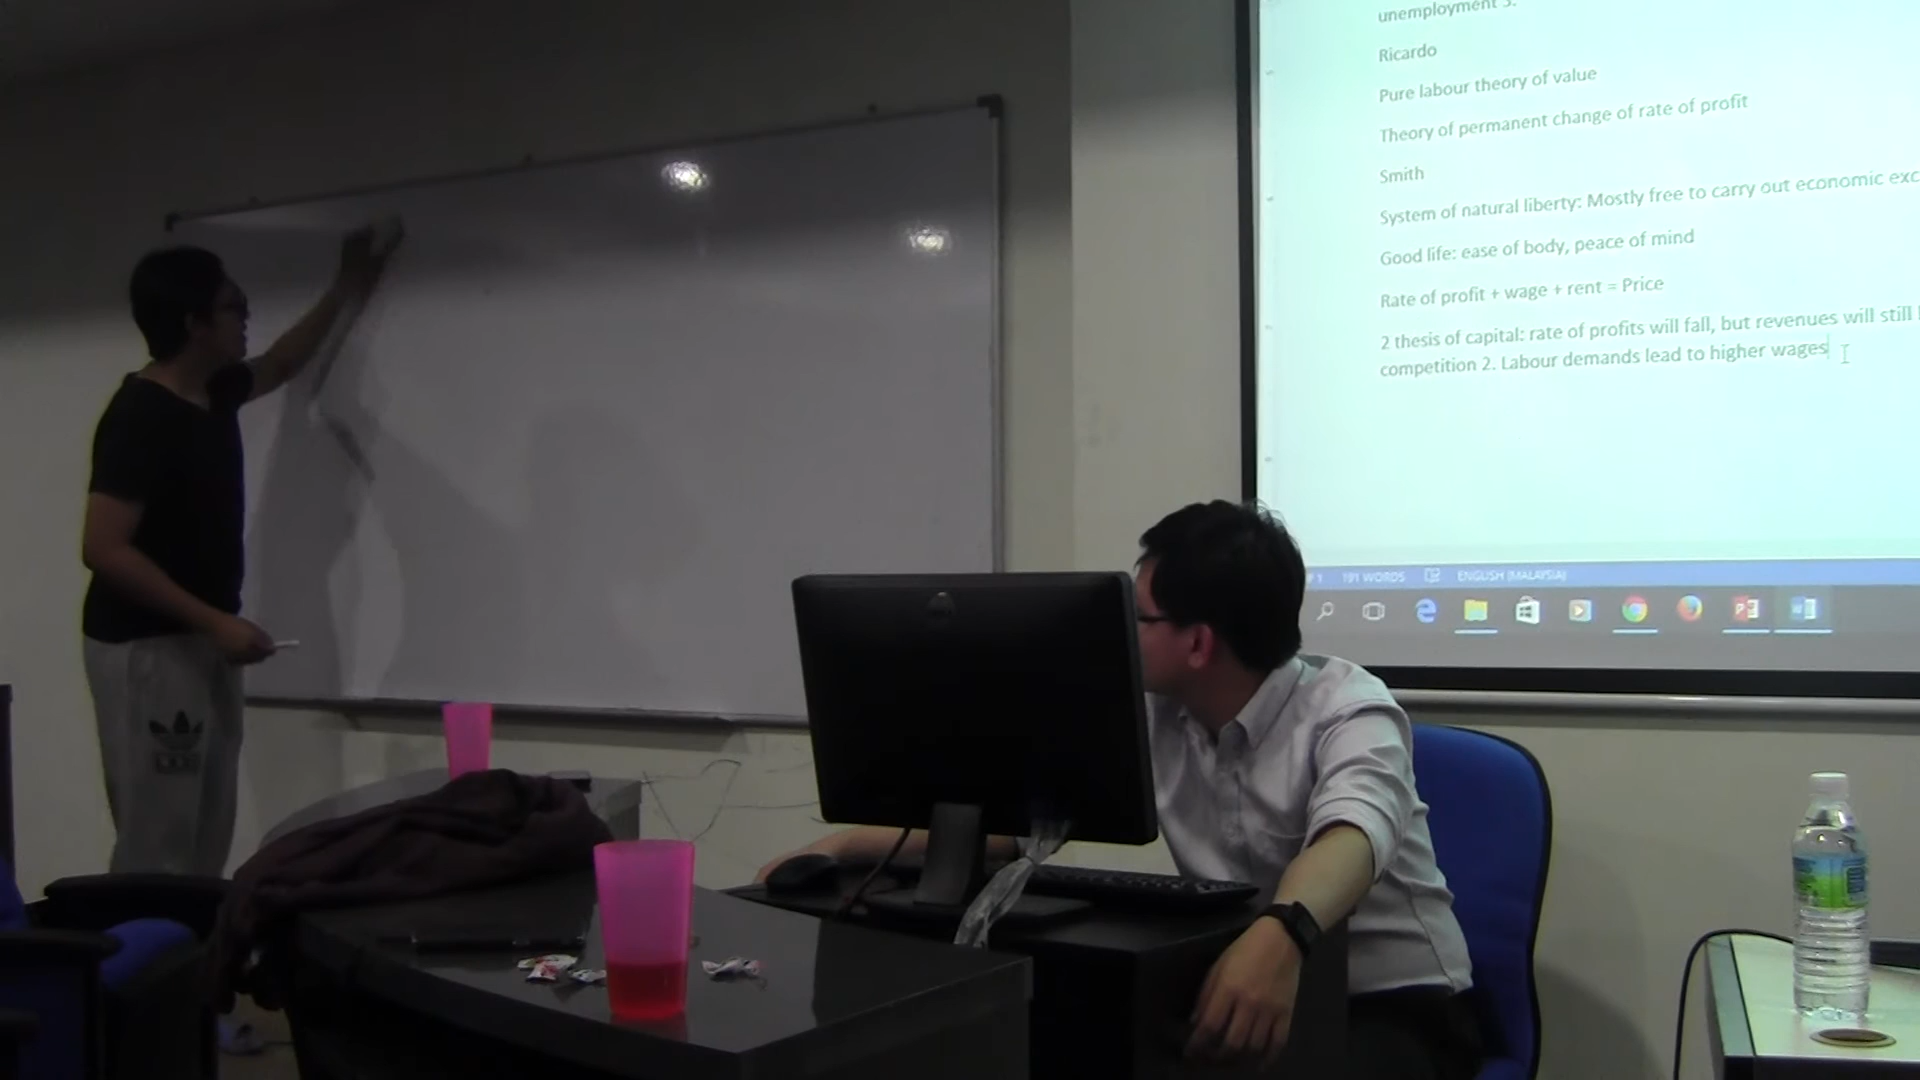 unemployment 3.
Ricardo
Pure labour theory of value
Theory of permanent change of rate of profit
Smith
System of natural liberty: Mostly free to carry out economic exc
Good life: ease of body, peace of mind
Rate of profit + wage + rent = Price
2 thesis of capital: rate of profits will fall, but revenues will still
competition 2. Labour demands lead to higher wages
191 WORDS ENGLISH (MALAYSIA)